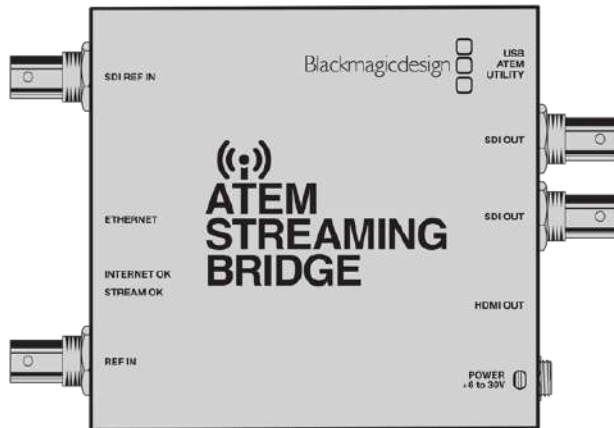 SDI REF IN
ETHERNET
INTERNET OK
STREAM OK
REF IN
Blackmagicdesign
ATEM
STREAMING
BRIDGE
USB
ATEM
UTILITY
SDI OUT
SDI OUT
HDMI OUT
POWER
+6 to 30V